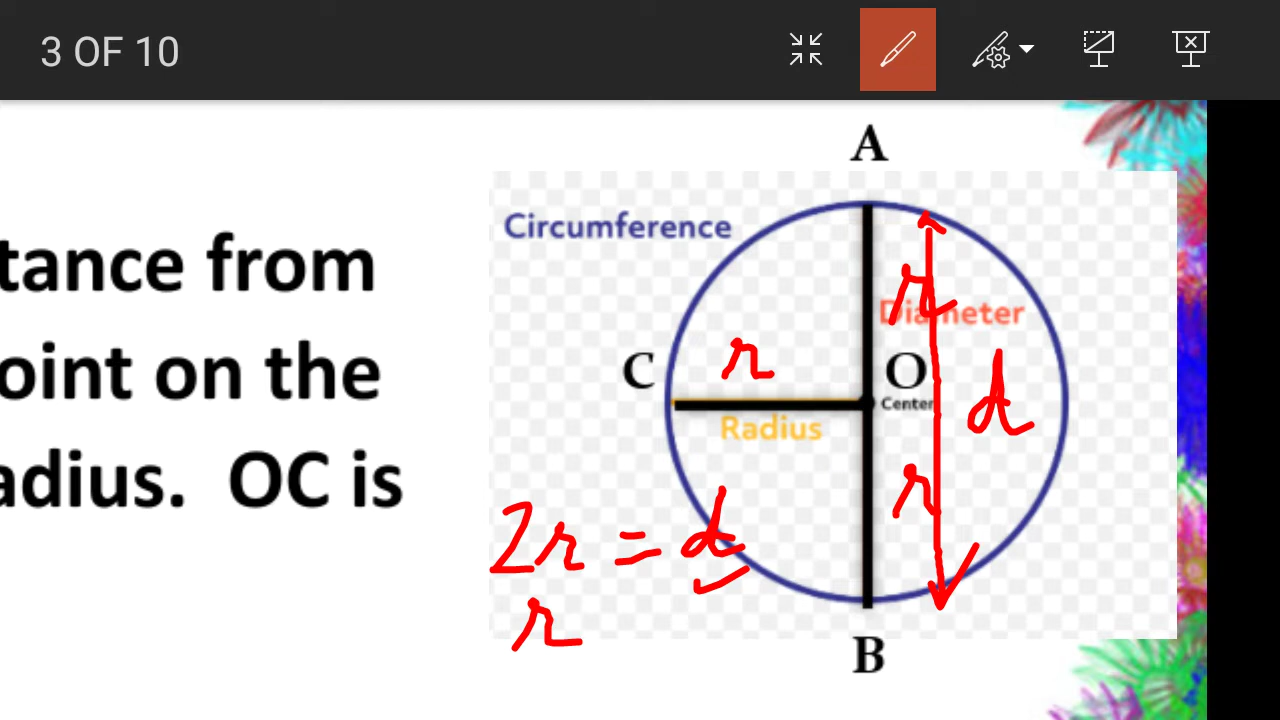 3 OF 10
A
Circumference
tance from
r
Diameter
oint on the
C
r
O
d
Center
Radius
adius. OC is
r
2r = d
r
B